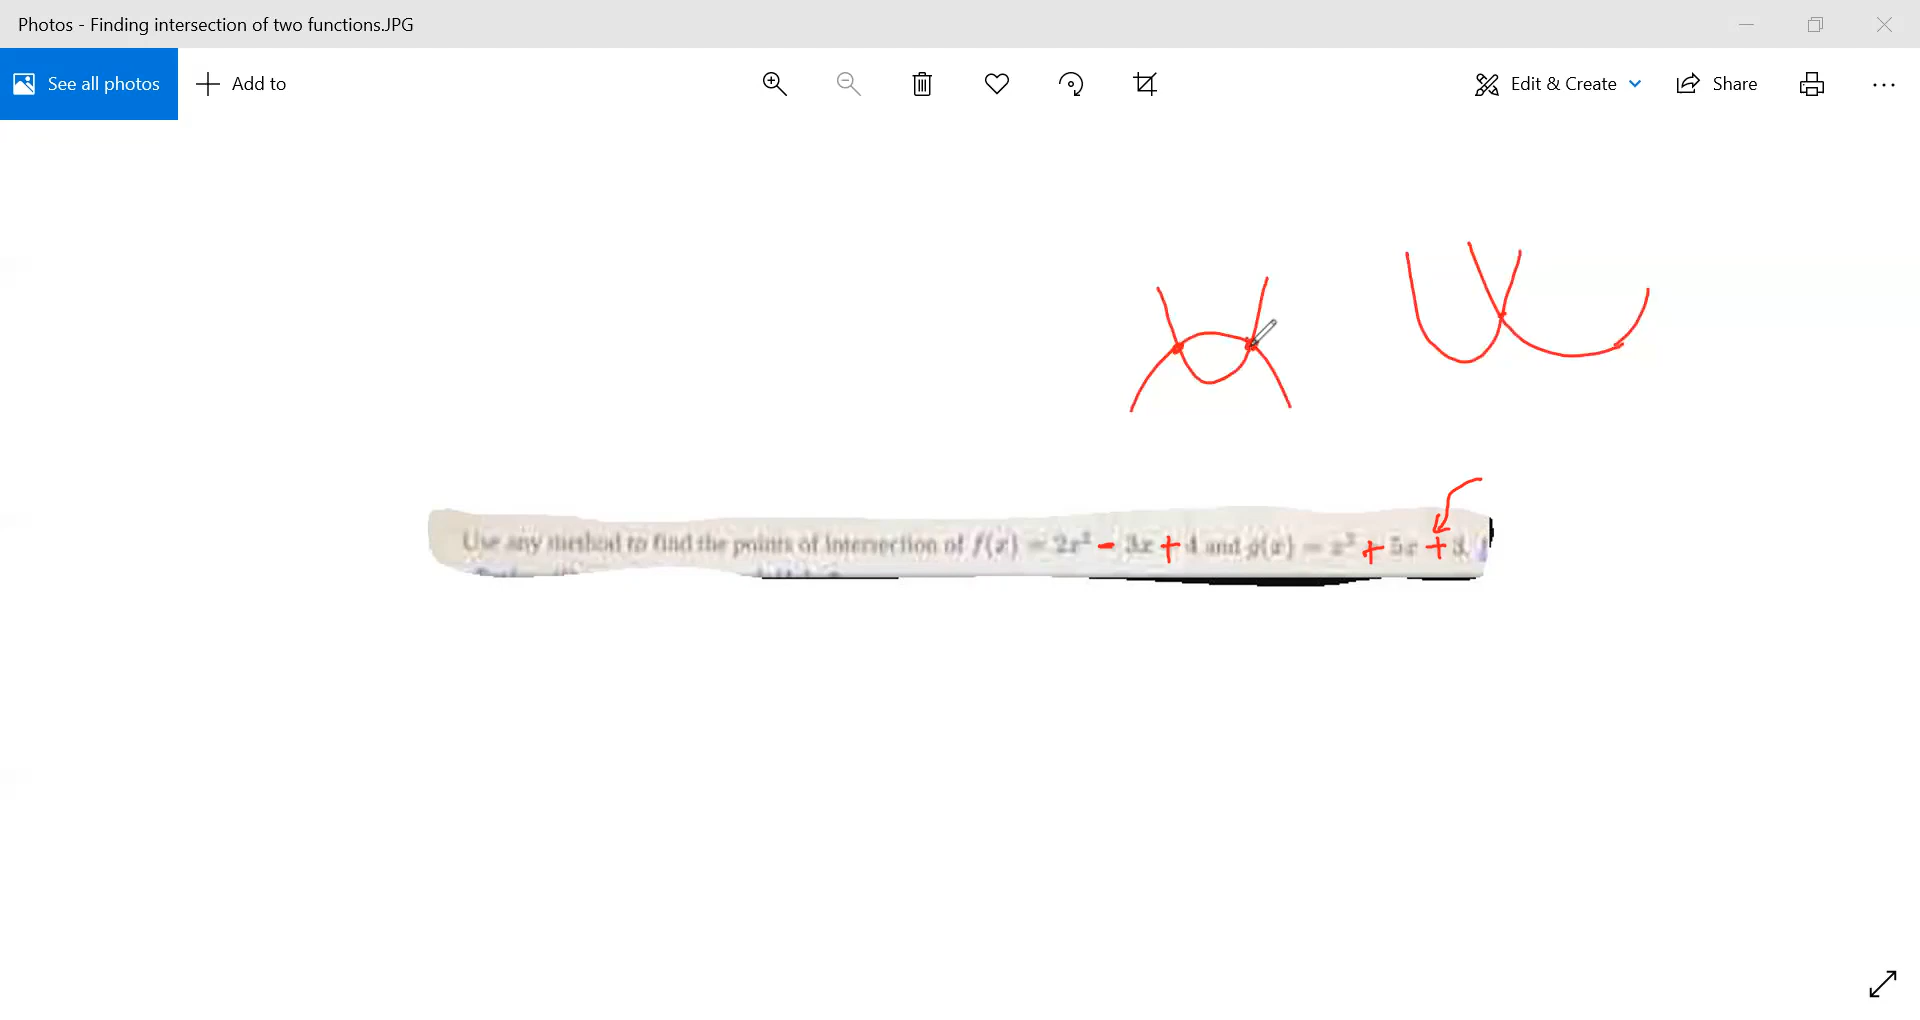 Photos - Finding intersection of two functions.JPG
See all photos
Add to
Edit & Create
Share
Use any method to find the points of intersection of f(x) = 2x² - 3x + 4 and g(x) = x² + 5x + 3.